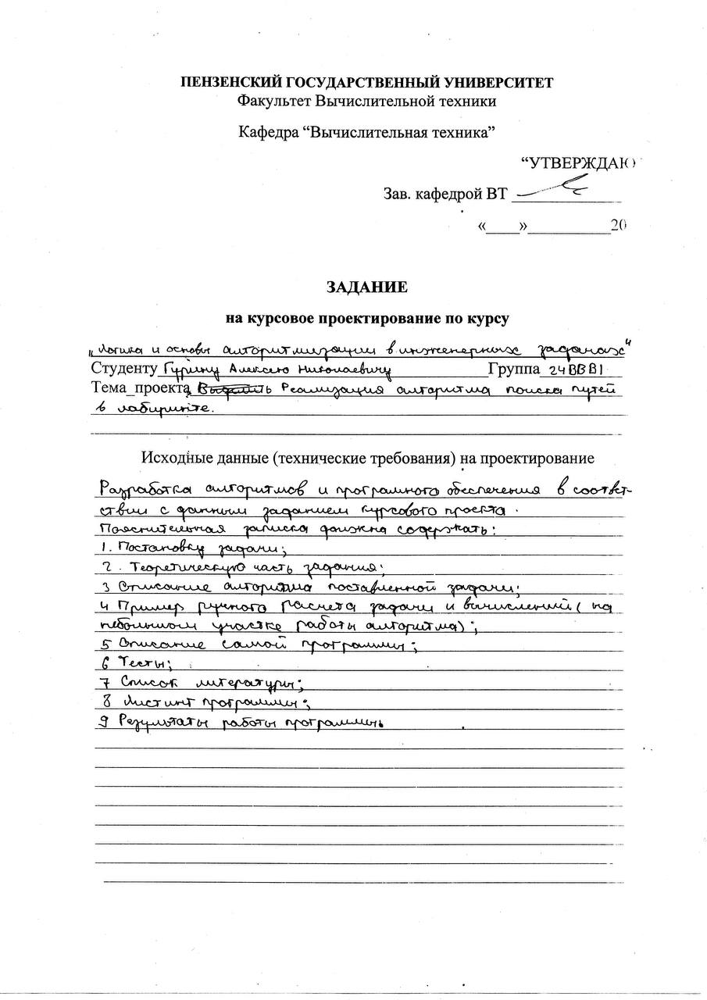 ПЕНЗЕНСКИЙ ГОСУДАРСТВЕННЫЙ УНИВЕРСИТЕТ
Факультет Вычислительной техники
Кафедра “Вычислительная техника”
“УТВЕРЖДАЮ
Зав. кафедрой ВТ
«____»__________20
ЗАДАНИЕ
на курсовое проектирование по курсу
„Логика и основы алгоритмизации в инженерных задачах“
Студенту Гурину Алексею Николаевичу Группа 24ВВВ1
Тема проекта Реализация алгоритма поиска путей
в лабиринте.
Исходные данные (технические требования) на проектирование
Разработка алгоритмов и програмного обеспечения в соответ-
ствии с данным заданием курсового проекта.
Пояснительная записка должна содержать:
1. Постановку задачи;
2. Теоретическую часть задания;
3 Описание алгоритма поставленной задачи;
4 Пример ручного расчета задачи и вычислений (на
небольшом участке работы алгоритма);
5 Описание самой программы;
6 Тесты;
7 Список литературы;
8 Листинг программы;
9 Результаты работы программы.